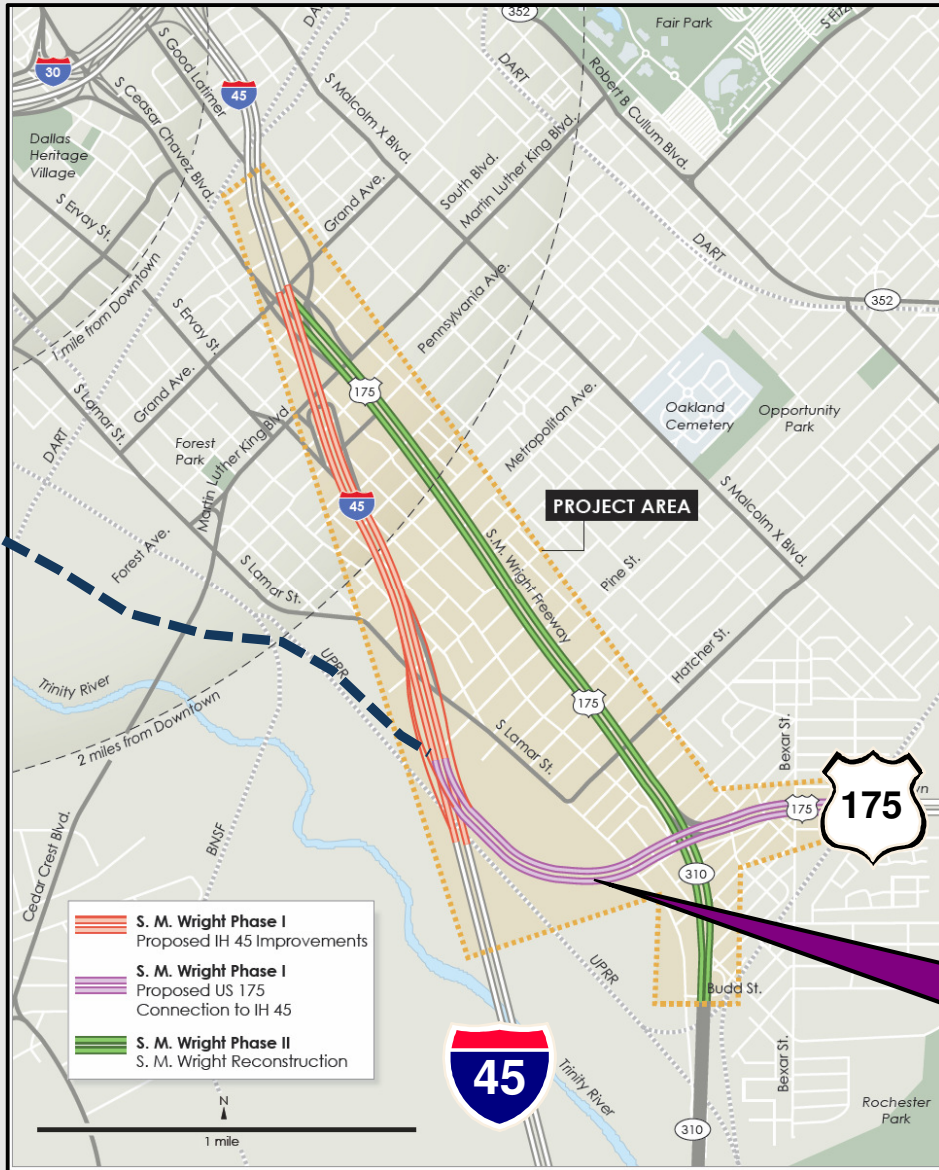 352
Fair Park
S Fitz
30
S Good Latimer
DART
45
S Ceasar Chavez Blvd.
S Malcolm X Blvd.
DART
Robert B Cullum Blvd.
Dallas
Heritage
Village
S Ervay St.
Grand Ave.
South Blvd.
Martin Luther King Blvd.
DART
1 mile from Downtown
S Ervay St.
Pennsylvania Ave.
352
Grand Ave.
175
S Lamar St.
Metropolitan Ave.
Oakland
Cemetery
Opportunity
Park
DART
Forest
Park
Martin Luther King Blvd.
45
PROJECT AREA
S Malcolm X Blvd.
Forest Ave.
S.M. Wright Freeway
Pine St.
S Lamar St.
Hatcher St.
UPRR
Trinity River
175
2 miles from Downtown
S Lamar St.
Bexar St.
175
175
wn
BNSF
Cedar Crest Blvd.
310
S. M. Wright Phase I
Proposed IH 45 Improvements
S. M. Wright Phase I
Proposed US 175
Connection to IH 45
S. M. Wright Phase II
S. M. Wright Reconstruction
UPRR
Budd St.
45
Trinity River
Bexar St.
Rochester
Park
N
1 mile
310